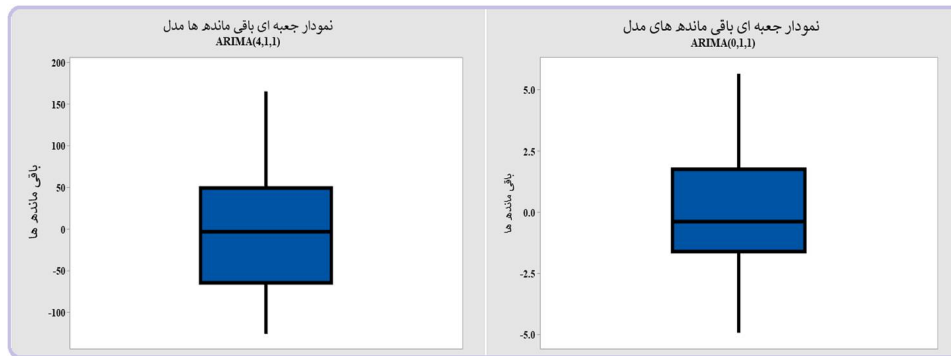 نمودار جعبه ای باقی مانده ها مدل
ARIMA(4,1,1)
باقی مانده ها
200
150
100
50
0
-50
-100
نمودار جعبه ای باقی مانده های مدل
ARIMA(0,1,1)
باقی مانده ها
5.0
2.5
0.0
-2.5
-5.0